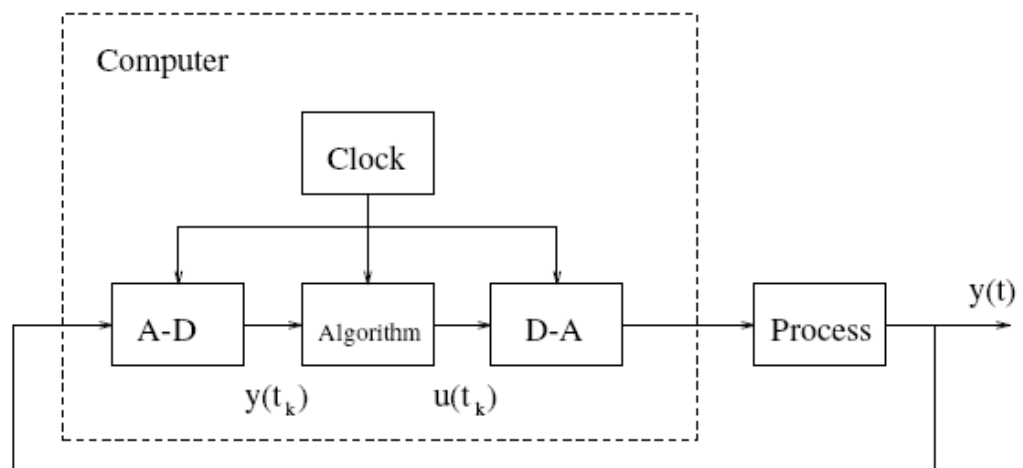 Computer
Clock
y(t)
A-D
Algorithm
D-A
Process
y(t_k)
u(t_k)